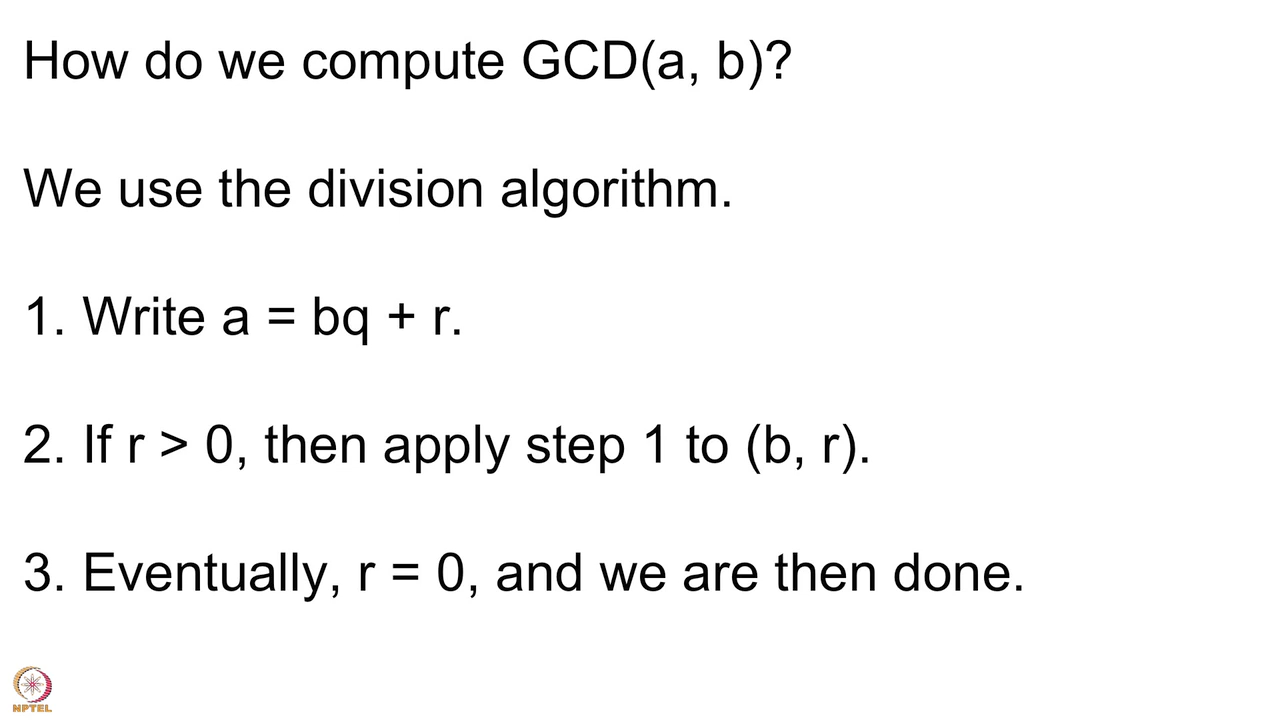 How do we compute GCD(a, b)?
We use the division algorithm.
1. Write a = bq + r.
2. If r > 0, then apply step 1 to (b, r).
3. Eventually, r = 0, and we are then done.
NPTEL